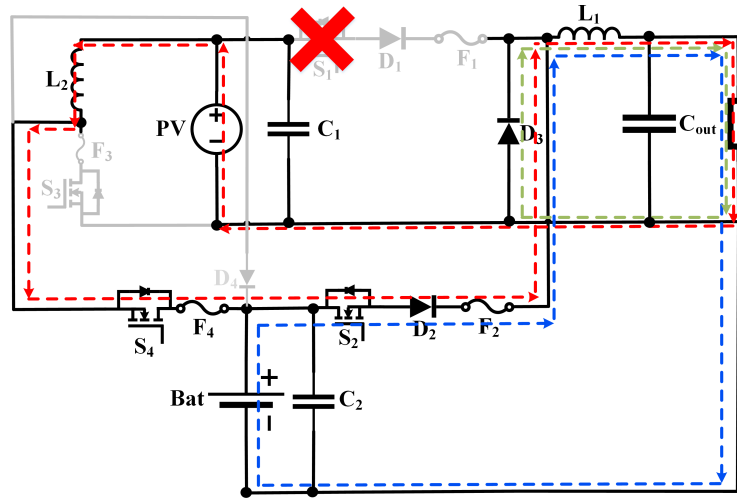 L2
PV
+
−
C1
S1
D1
F1
L1
D3
Cout
F3
S3
D4
S4
F4
S2
D2
F2
Bat
+
−
C2